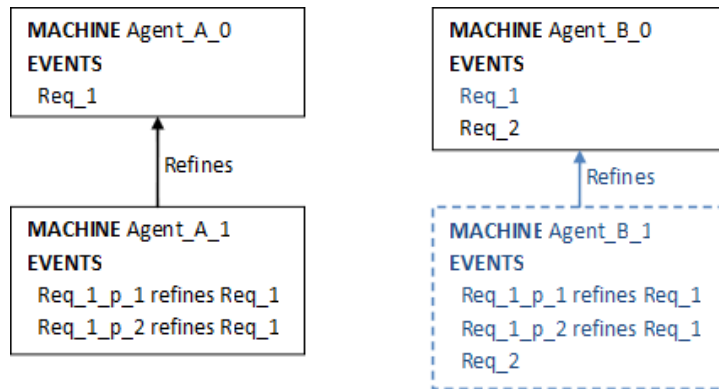 MACHINE Agent_A_0
EVENTS
Req_1
Refines
MACHINE Agent_A_1
EVENTS
Req_1_p_1 refines Req_1
Req_1_p_2 refines Req_1
MACHINE Agent_B_0
EVENTS
Req_1
Req_2
Refines
MACHINE Agent_B_1
EVENTS
Req_1_p_1 refines Req_1
Req_1_p_2 refines Req_1
Req_2